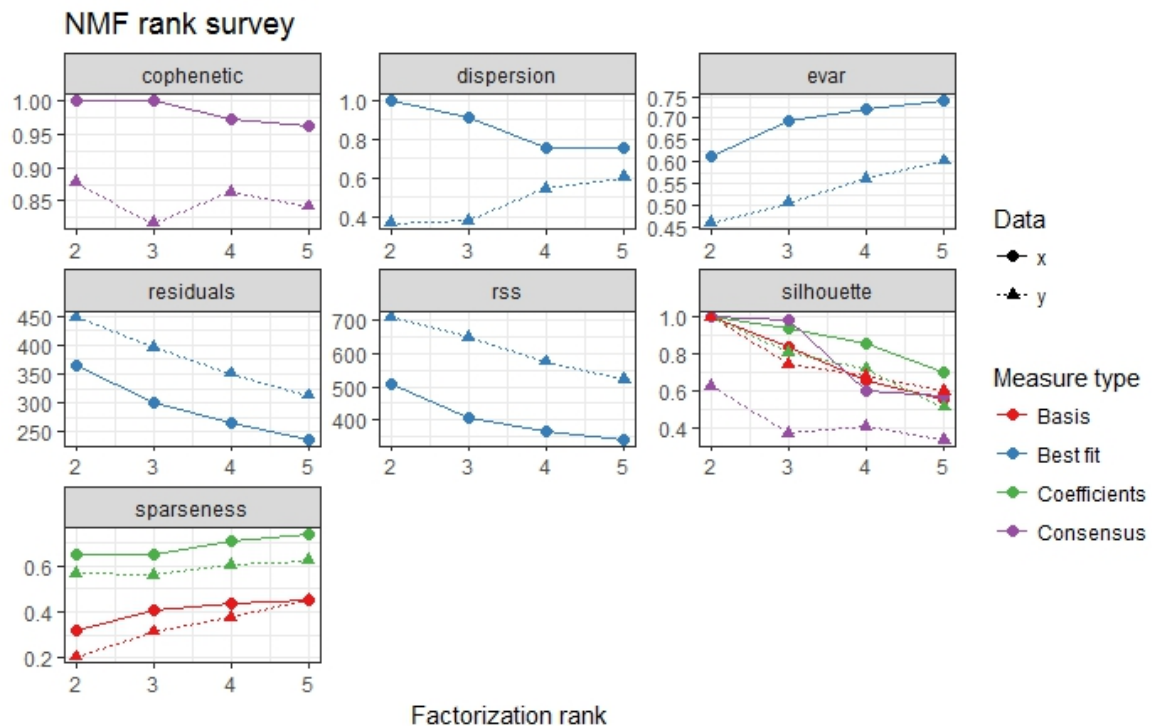 NMF rank survey
cophenetic
dispersion
evar
1.00
0.95
0.90
0.85
2 3 4 5
1.0
0.8
0.6
0.4
2 3 4 5
0.75
0.70
0.65
0.60
0.55
0.50
0.45
2 3 4 5
residuals
rss
silhouette
450
400
350
300
250
2 3 4 5
700
600
500
400
2 3 4 5
1.0
0.8
0.6
0.4
2 3 4 5
sparseness
0.6
0.4
0.2
2 3 4 5
Factorization rank
Data
x
y
Measure type
Basis
Best fit
Coefficients
Consensus